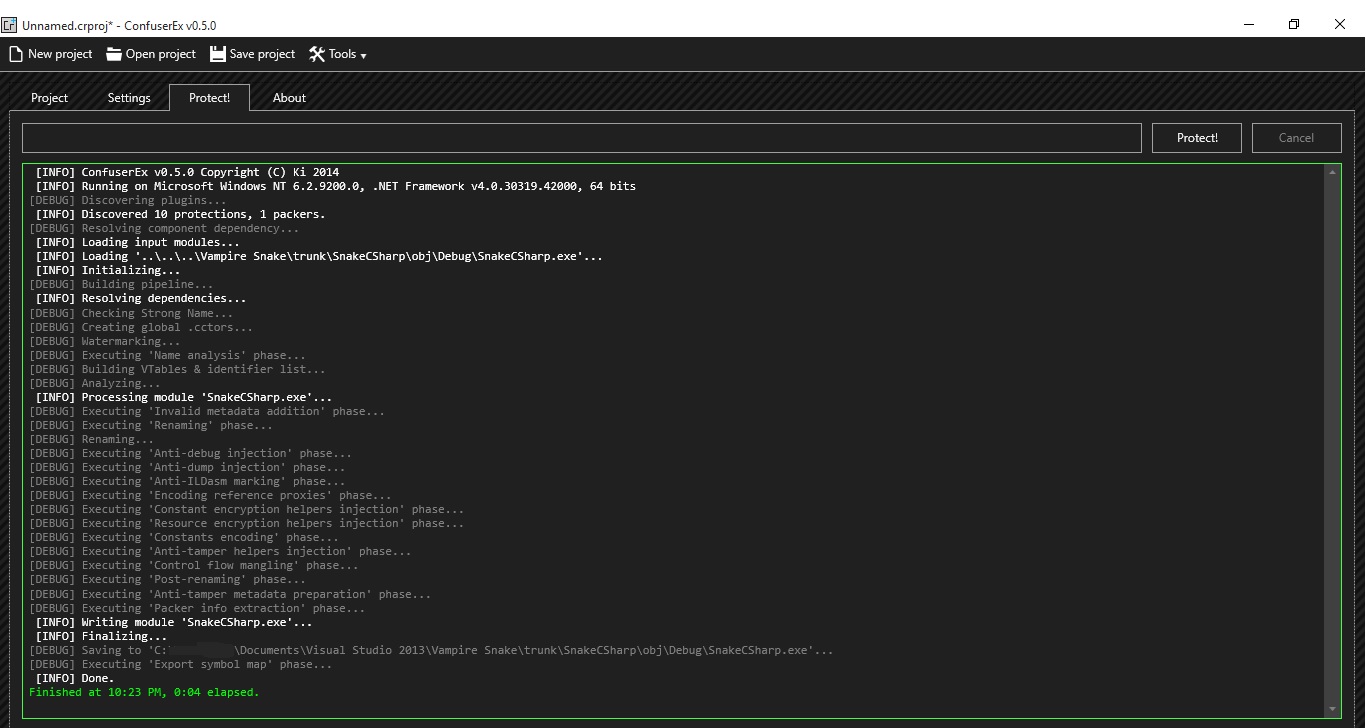 Unnamed.crproj* - ConfuserEx v0.5.0
New project Open project Save project Tools
Project Settings Protect! About
Protect! Cancel
[INFO] ConfuserEx v0.5.0 Copyright (C) Ki 2014
[INFO] Running on Microsoft Windows NT 6.2.9200.0, .NET Framework v4.0.30319.42000, 64 bits
[DEBUG] Discovering plugins...
[INFO] Discovered 10 protections, 1 packers.
[DEBUG] Resolving component dependency...
[INFO] Loading input modules...
[INFO] Loading '..\..\..\Vampire Snake\trunk\SnakeCSharp\obj\Debug\SnakeCSharp.exe'...
[INFO] Initializing...
[DEBUG] Building pipeline...
[INFO] Resolving dependencies...
[DEBUG] Checking Strong Name...
[DEBUG] Creating global .cctors...
[DEBUG] Watermarking...
[DEBUG] Executing 'Name analysis' phase...
[DEBUG] Building VTables & identifier list...
[DEBUG] Analyzing...
[INFO] Processing module 'SnakeCSharp.exe'...
[DEBUG] Executing 'Invalid metadata addition' phase...
[DEBUG] Executing 'Renaming' phase...
[DEBUG] Renaming...
[DEBUG] Executing 'Anti-debug injection' phase...
[DEBUG] Executing 'Anti-dump injection' phase...
[DEBUG] Executing 'Anti-ILDasm marking' phase...
[DEBUG] Executing 'Encoding reference proxies' phase...
[DEBUG] Executing 'Constant encryption helpers injection' phase...
[DEBUG] Executing 'Resource encryption helpers injection' phase...
[DEBUG] Executing 'Constants encoding' phase...
[DEBUG] Executing 'Anti-tamper helpers injection' phase...
[DEBUG] Executing 'Control flow mangling' phase...
[DEBUG] Executing 'Post-renaming' phase...
[DEBUG] Executing 'Anti-tamper metadata preparation' phase...
[DEBUG] Executing 'Packer info extraction' phase...
[INFO] Writing module 'SnakeCSharp.exe'...
[INFO] Finalizing...
[DEBUG] Saving to 'C: \Documents\Visual Studio 2013\Vampire Snake\trunk\SnakeCSharp\obj\Debug\SnakeCSharp.exe'...
[DEBUG] Executing 'Export symbol map' phase...
[INFO] Done.
Finished at 10:23 PM, 0:04 elapsed.